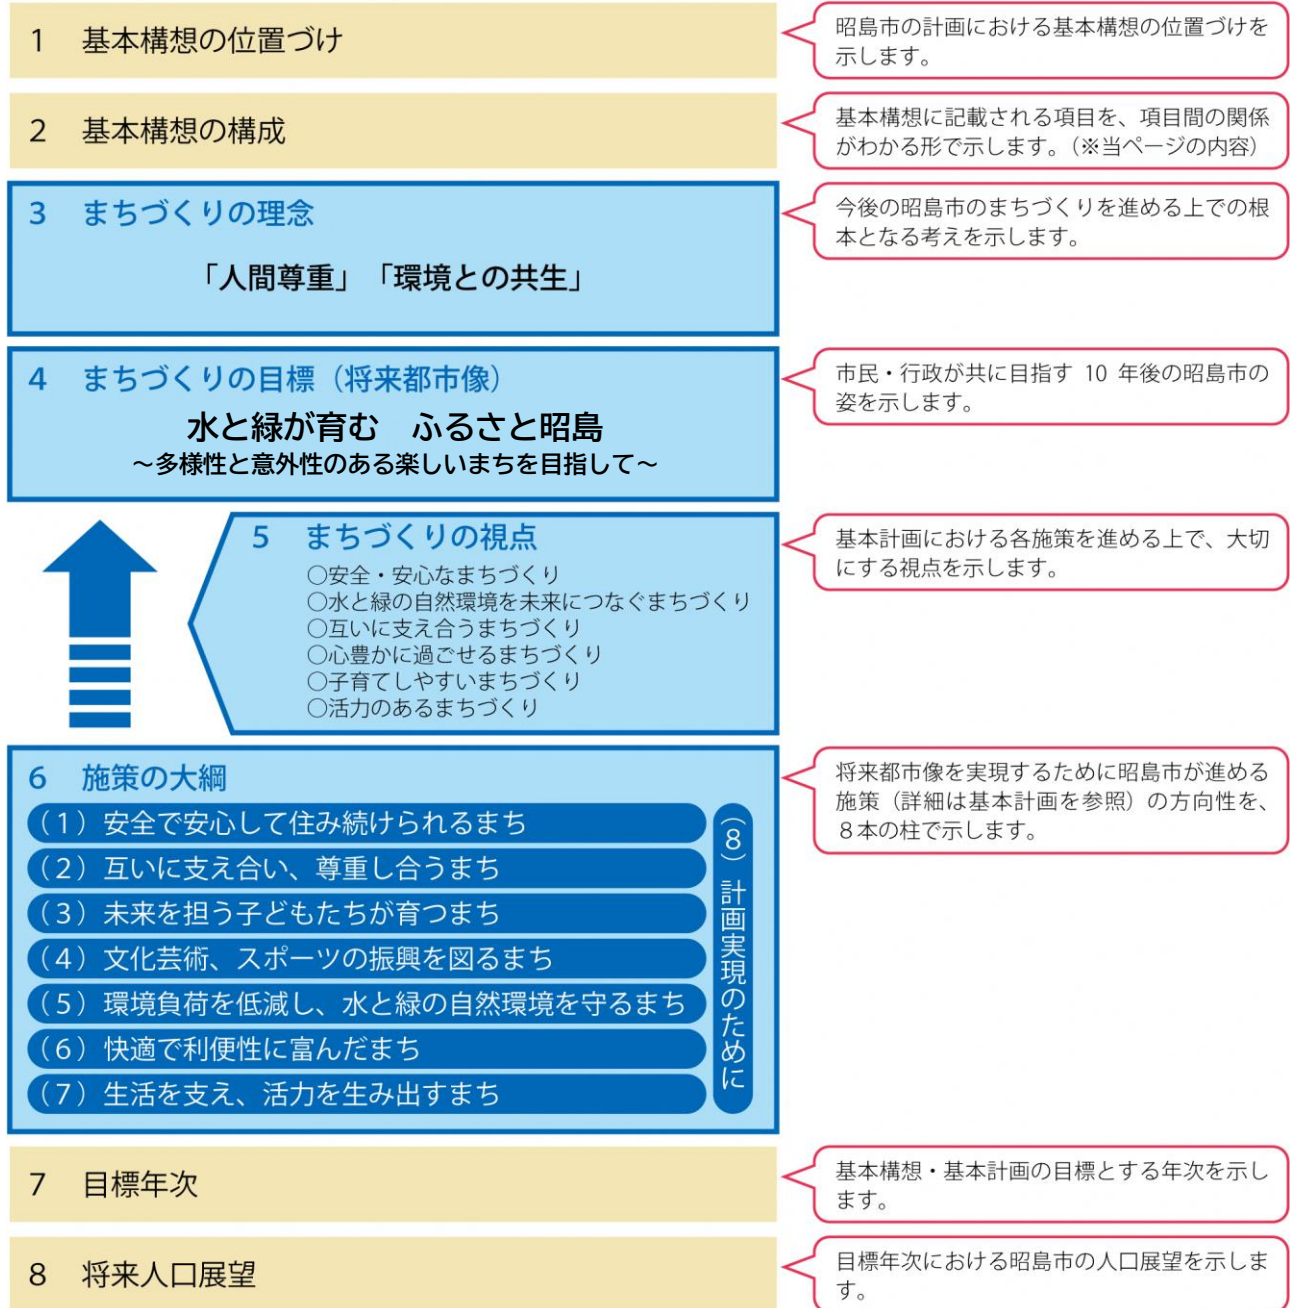 1 基本構想の位置づけ
昭島市の計画における基本構想の位置づけを
示します。
2 基本構想の構成
基本構想に記載される項目を、項目間の関係
がわかる形で示します。（※当ページの内容）
3 まちづくりの理念
「人間尊重」「環境との共生」
今後の昭島市のまちづくりを進める上での根
本となる考えを示します。
4 まちづくりの目標（将来都市像）
水と緑が育む　ふるさと昭島
～多様性と意外性のある楽しいまちを目指して～
市民・行政が共に目指す 10 年後の昭島市の
姿を示します。
5 まちづくりの視点
○安全・安心なまちづくり
○水と緑の自然環境を未来につなぐまちづくり
○互いに支え合うまちづくり
○心豊かに過ごせるまちづくり
○子育てしやすいまちづくり
○活力のあるまちづくり
基本計画における各施策を進める上で、大切
にする視点を示します。
6 施策の大綱
（1）安全で安心して住み続けられるまち
（2）互いに支え合い、尊重し合うまち
（3）未来を担う子どもたちが育つまち
（4）文化芸術、スポーツの振興を図るまち
（5）環境負荷を低減し、水と緑の自然環境を守るまち
（6）快適で利便性に富んだまち
（7）生活を支え、活力を生み出すまち
（8）計画実現のために
将来都市像を実現するために昭島市が進める
施策（詳細は基本計画を参照）の方向性を、
８本の柱で示します。
7 目標年次
基本構想・基本計画の目標とする年次を示し
ます。
8 将来人口展望
目標年次における昭島市の人口展望を示しま
す。